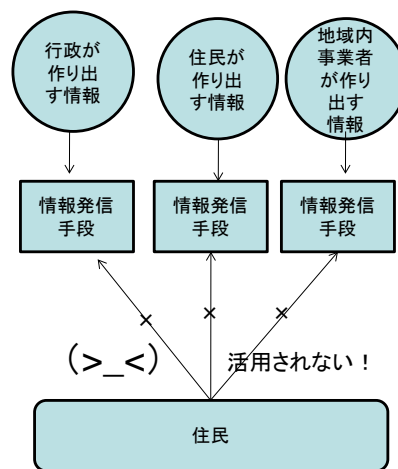 行政が
作り出
す情報
住民が
作り出
す情報
地域内
事業者
が作り
出す
情報
情報発信
手段
情報発信
手段
情報発信
手段
×
×
×
(>_<)
活用されない！
住民